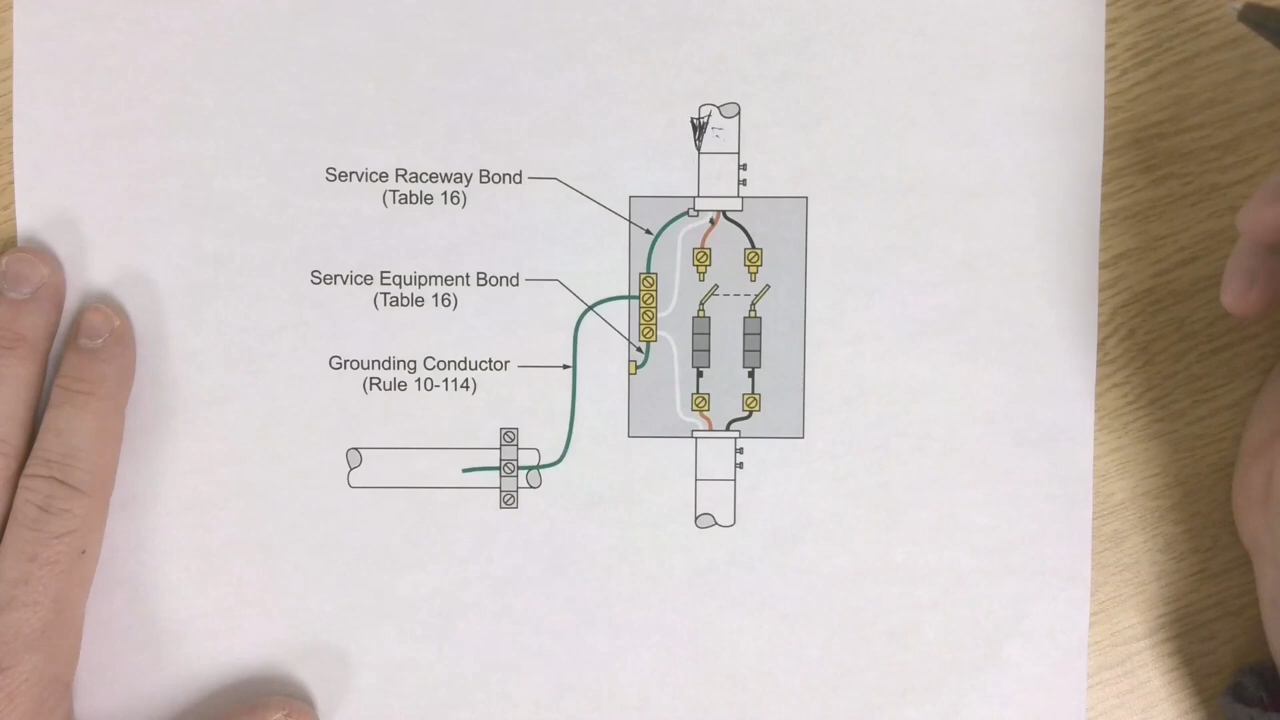 Service Raceway Bond
(Table 16)
Service Equipment Bond
(Table 16)
Grounding Conductor
(Rule 10-114)